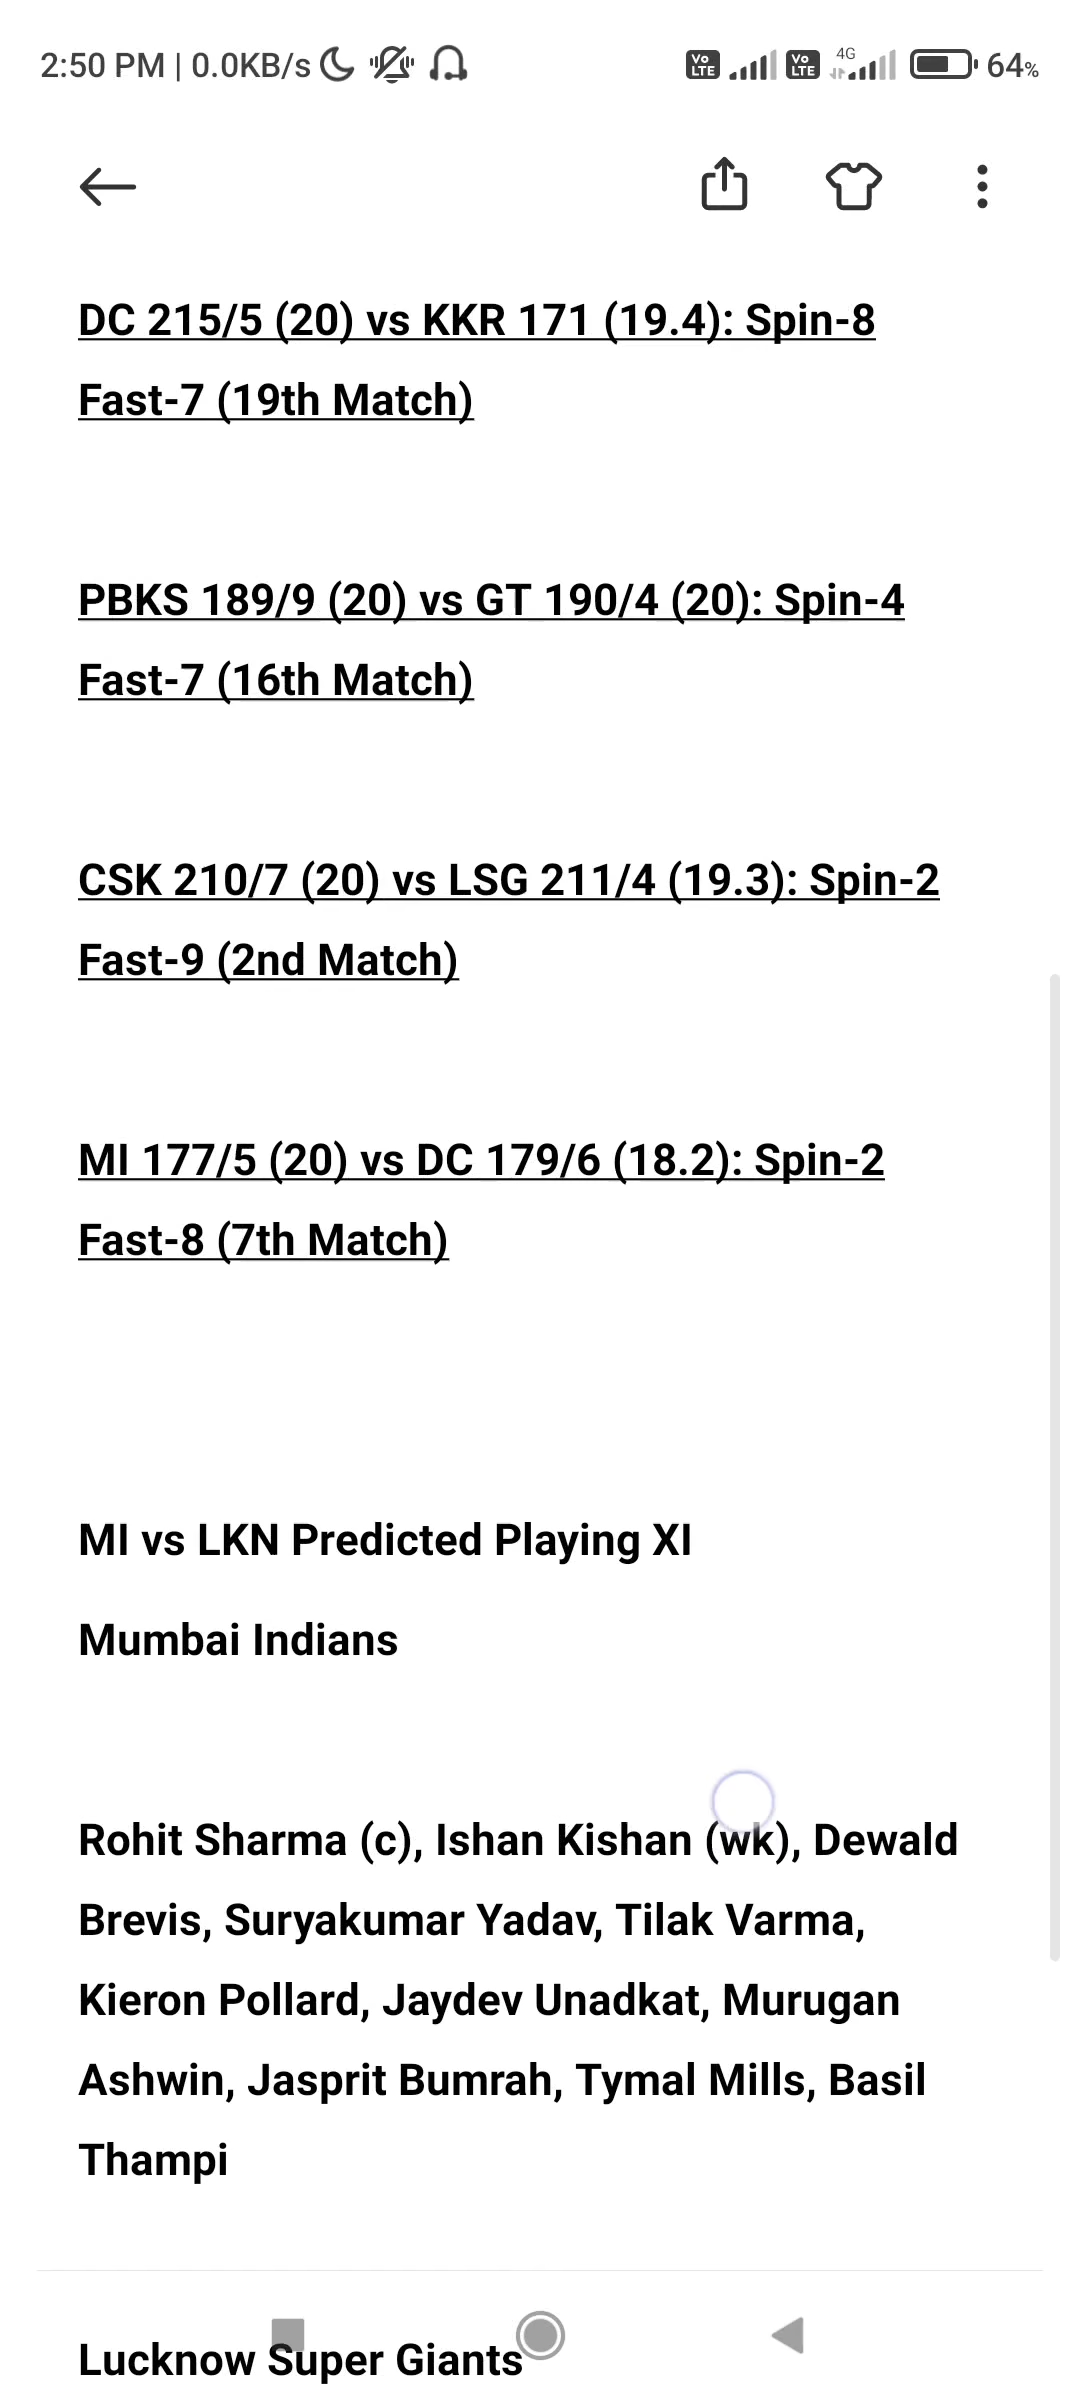 2:50 PM | 0.0KB/s
Vo LTE
Vo LTE
4G
64%
DC 215/5 (20) vs KKR 171 (19.4): Spin-8
Fast-7 (19th Match)
PBKS 189/9 (20) vs GT 190/4 (20): Spin-4
Fast-7 (16th Match)
CSK 210/7 (20) vs LSG 211/4 (19.3): Spin-2
Fast-9 (2nd Match)
MI 177/5 (20) vs DC 179/6 (18.2): Spin-2
Fast-8 (7th Match)
MI vs LKN Predicted Playing XI
Mumbai Indians
Rohit Sharma (c), Ishan Kishan (wk), Dewald
Brevis, Suryakumar Yadav, Tilak Varma,
Kieron Pollard, Jaydev Unadkat, Murugan
Ashwin, Jasprit Bumrah, Tymal Mills, Basil
Thampi
Lucknow Super Giants